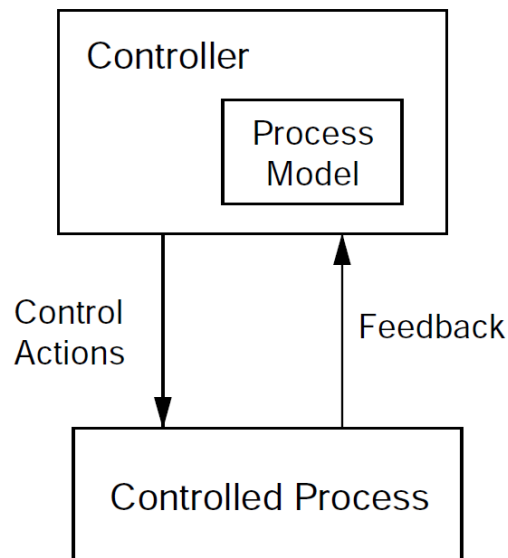 Controller
Process
Model
Control
Actions
Feedback
Controlled Process